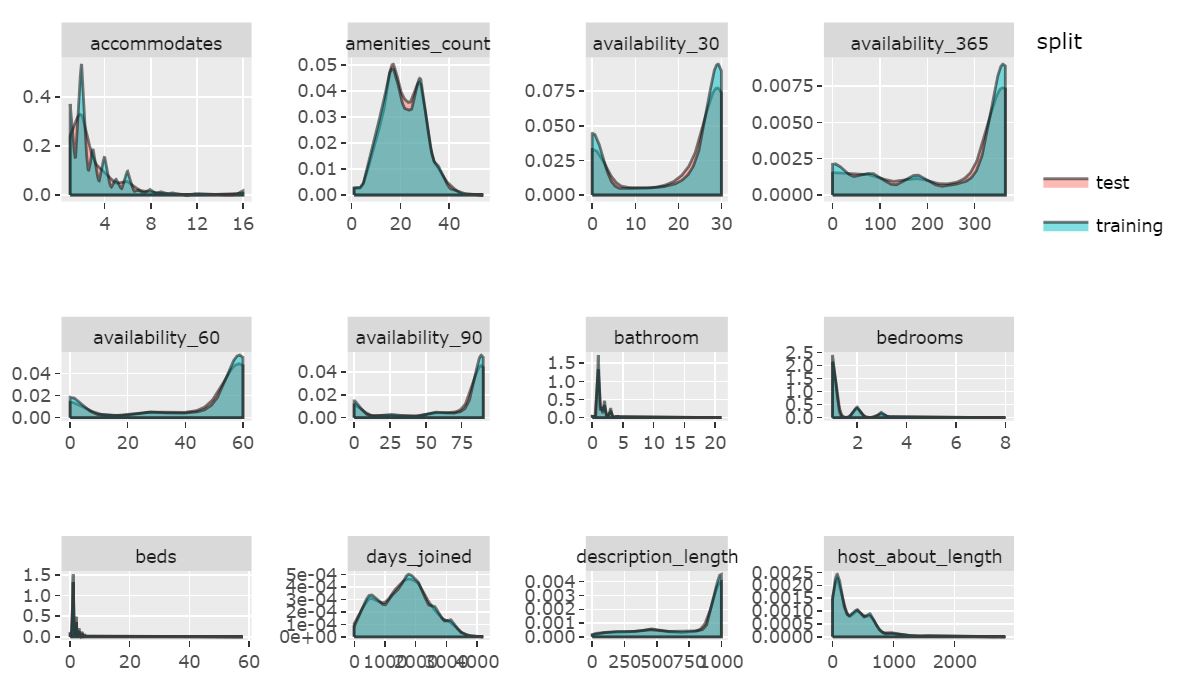 accommodates
amenities_count
availability_30
availability_365
split
0.4
0.2
0.0
4 8 12 16
0.05
0.04
0.03
0.02
0.01
0.00
0 20 40
0.075
0.050
0.025
0.000
0 10 20 30
0.0075
0.0050
0.0025
0.0000
0 100 200 300
test
training
availability_60
availability_90
bathroom
bedrooms
0.04
0.02
0.00
0 20 40 60
0.04
0.02
0.00
0 25 50 75
1.5
1.0
0.5
0.0
0 5 10 15 20
2.5
2.0
1.5
1.0
0.5
0.0
2 4 6 8
beds
days_joined
description_length
host_about_length
1.5
1.0
0.5
0.0
0 20 40 60
5e-04
4e-04
3e-04
2e-04
1e-04
0e+00
0 1000 2000 3000 4000
0.004
0.003
0.002
0.001
0.000
0 250 500 750 1000
0.0025
0.0020
0.0015
0.0010
0.0005
0.0000
0 1000 2000